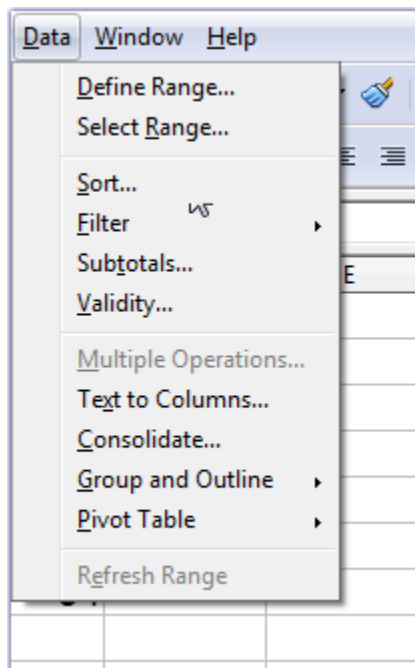 Data Window Help
Define Range...
Select Range...
Sort...
Filter
Subtotals...
Validity...
E
Multiple Operations...
Text to Columns...
Consolidate...
Group and Outline
Pivot Table
Refresh Range